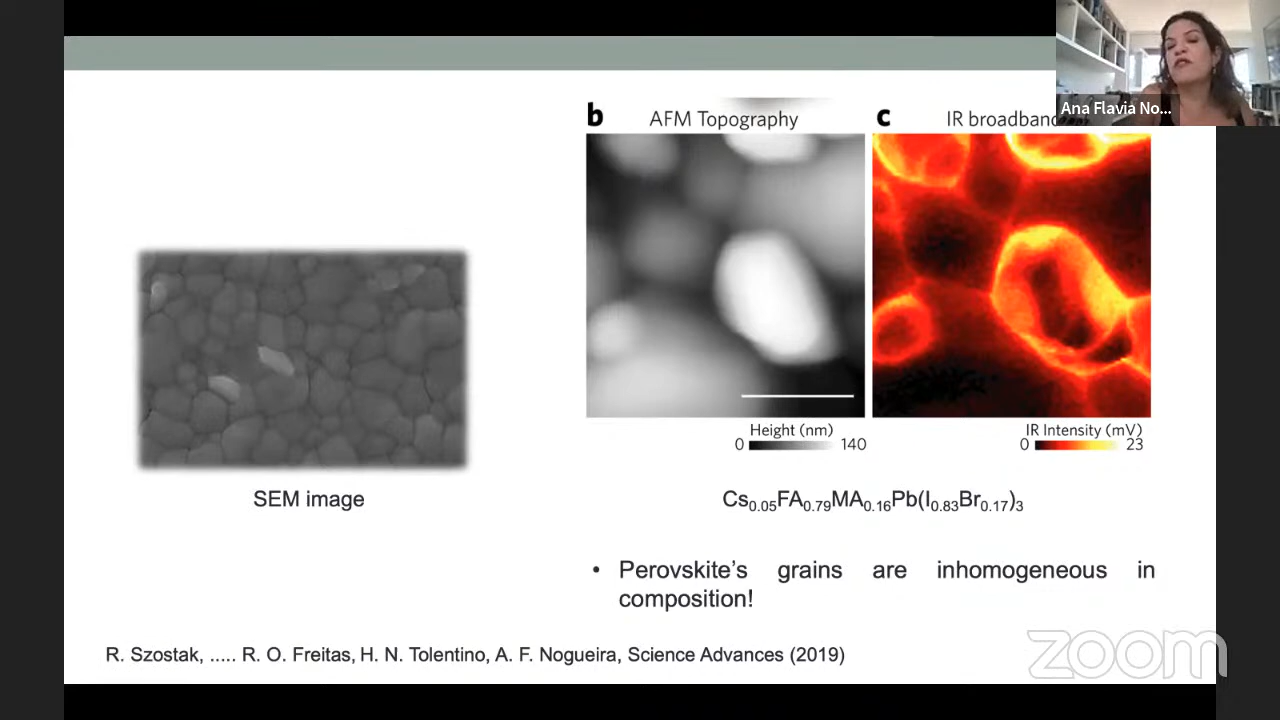 Ana Flavia No...
b AFM Topography
c IR broadband
Height (nm)
0 140
IR Intensity (mV)
0 23
SEM image
Cs0.05FA0.79MA0.16Pb(I0.83Br0.17)3
• Perovskite’s grains are inhomogeneous in
composition!
R. Szostak, ..... R. O. Freitas, H. N. Tolentino, A. F. Nogueira, Science Advances (2019)
zoom